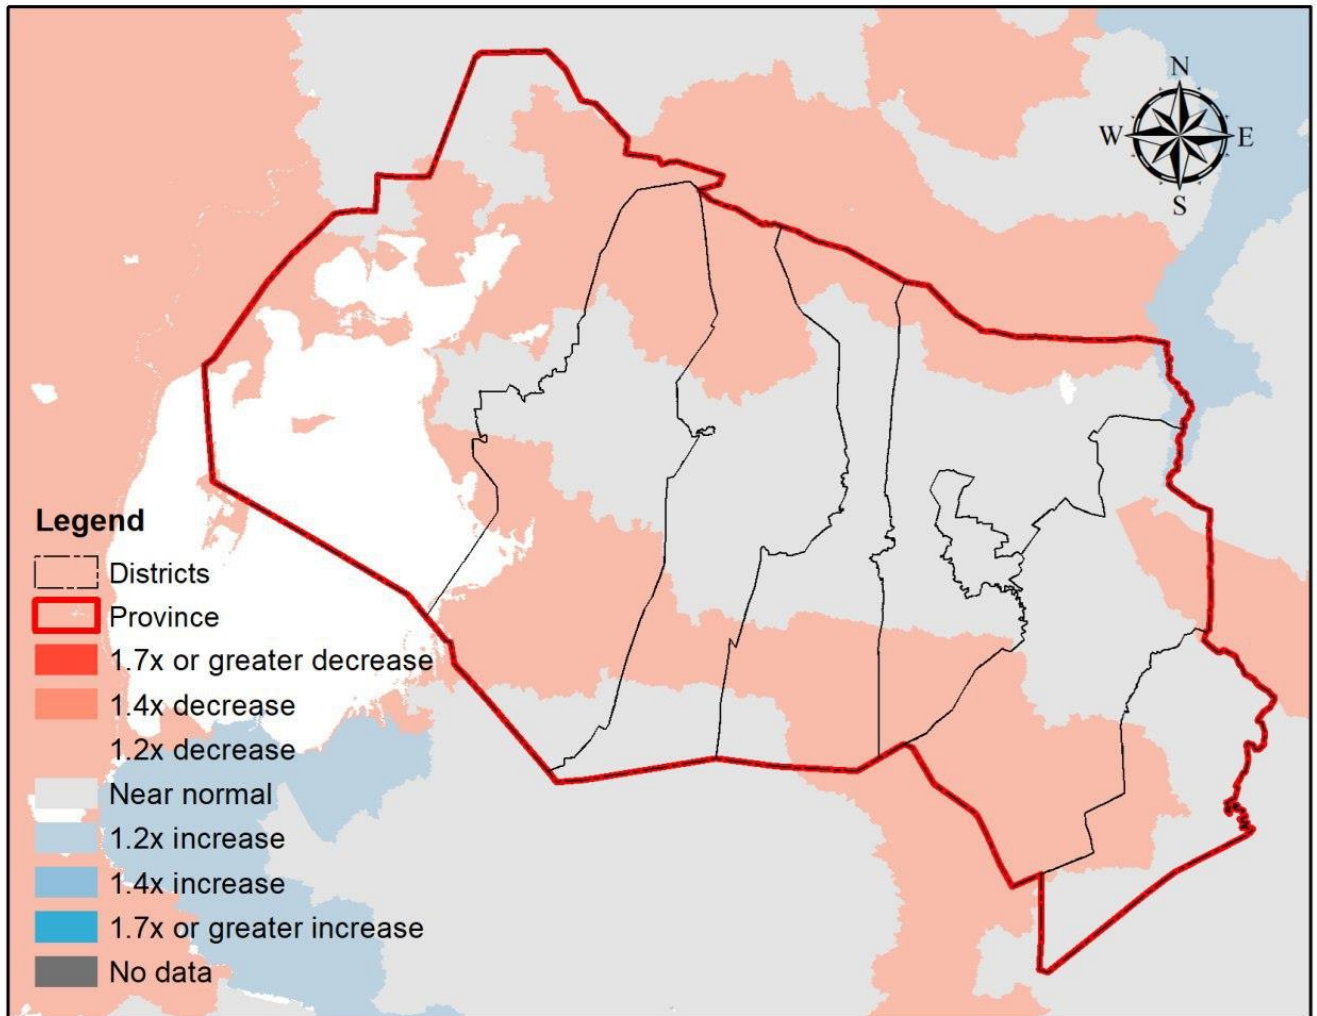 N
W E
S
Legend
Districts
Province
1.7x or greater decrease
1.4x decrease
1.2x decrease
Near normal
1.2x increase
1.4x increase
1.7x or greater increase
No data